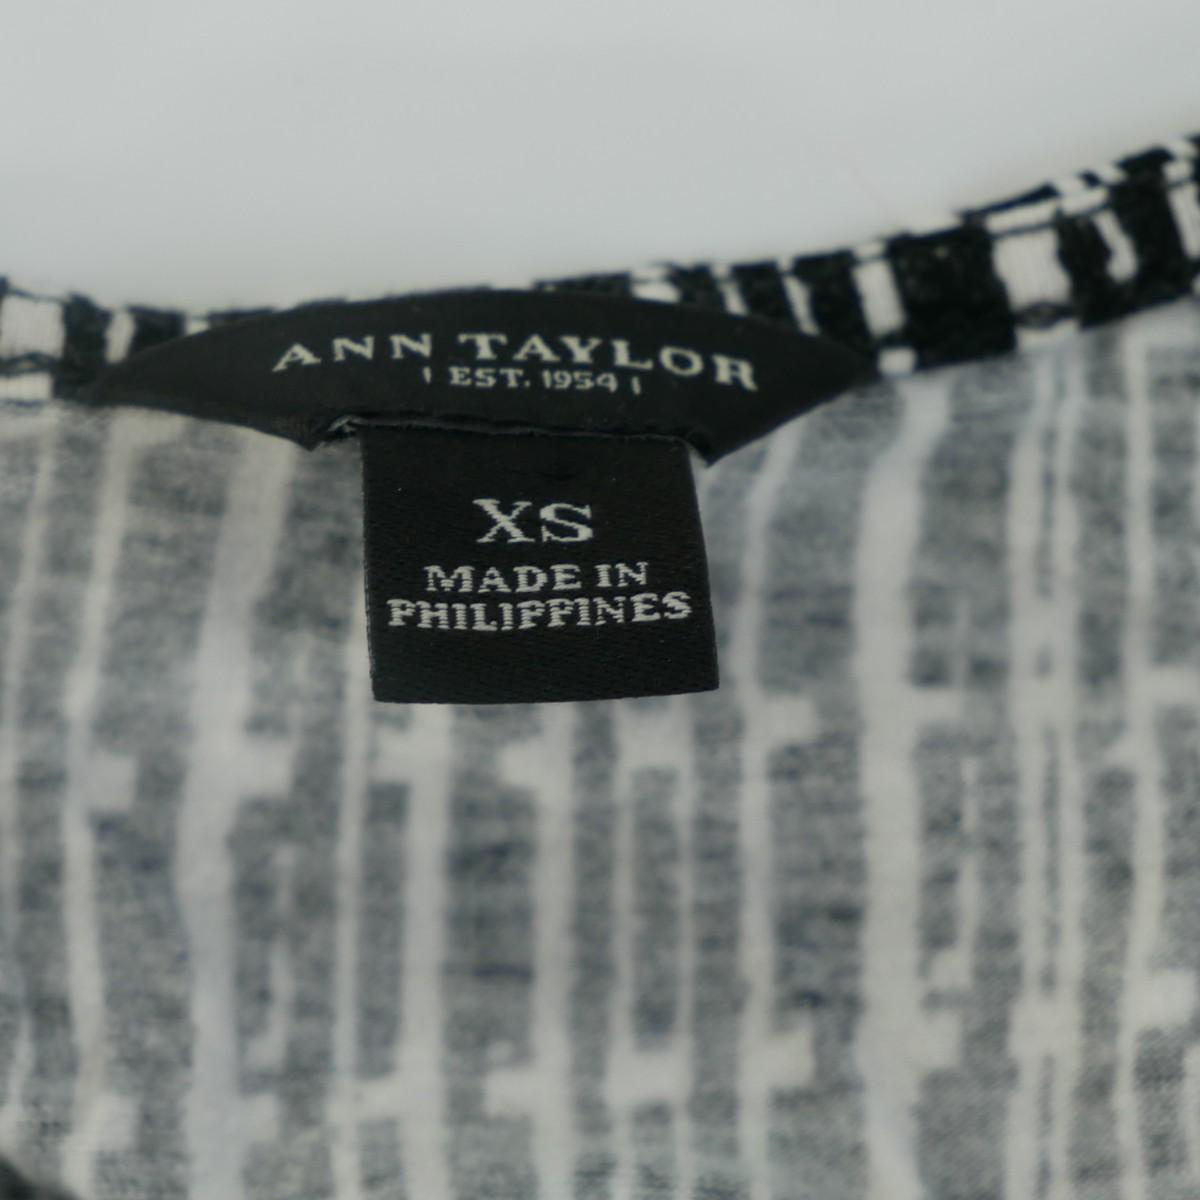 ANN TAYLOR
| EST. 1954 |
XS
MADE IN
PHILIPPINES